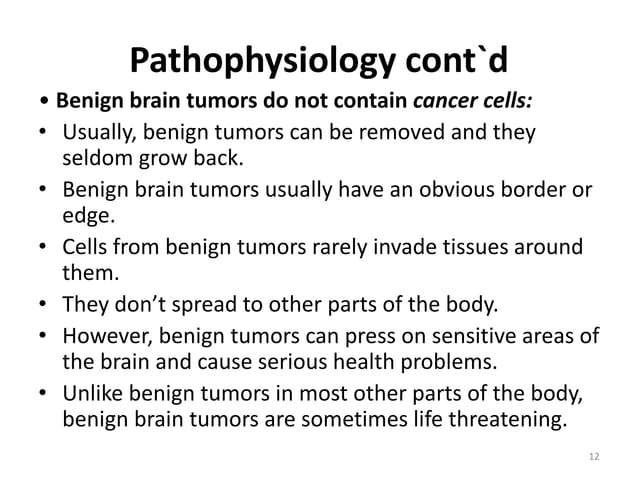 Pathophysiology cont`d
• Benign brain tumors do not contain cancer cells:
• Usually, benign tumors can be removed and they
seldom grow back.
• Benign brain tumors usually have an obvious border or
edge.
• Cells from benign tumors rarely invade tissues around
them.
• They don’t spread to other parts of the body.
• However, benign tumors can press on sensitive areas of
the brain and cause serious health problems.
• Unlike benign tumors in most other parts of the body,
benign brain tumors are sometimes life threatening.
12